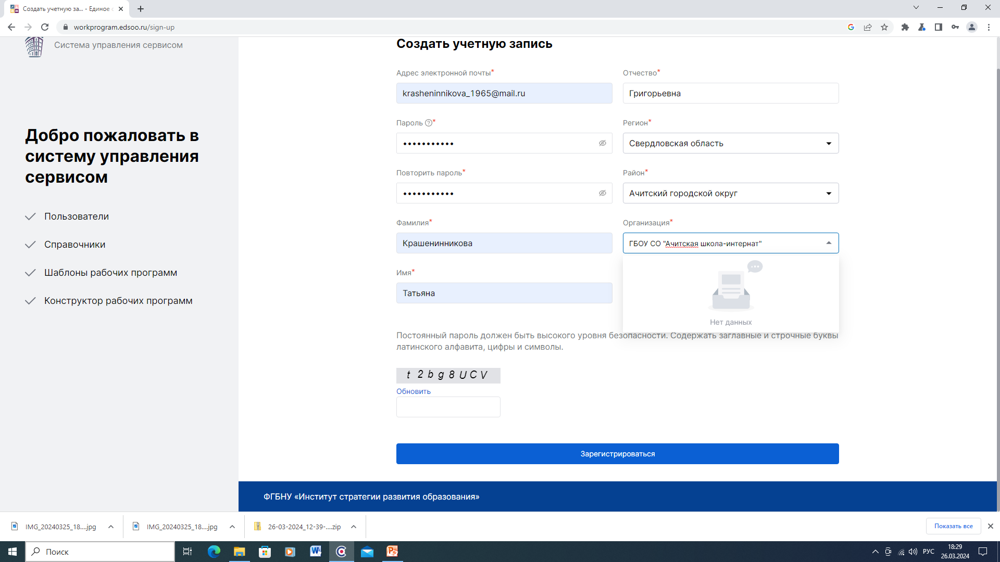 Создать учетную за... - Единое с
workprogram.edsoo.ru/sign-up
Система управления сервисом
Добро пожаловать в
систему управления
сервисом
Пользователи
Справочники
Шаблоны рабочих программ
Конструктор рабочих программ
Создать учетную запись
Адрес электронной почты*
krasheninnikova_1965@mail.ru
Отчество*
Григорьевна
Пароль ?*
•••••••••••
Регион*
Свердловская область
Повторить пароль*
•••••••••••
Район*
Ачитский городской округ
Фамилия*
Крашенинникова
Организация*
ГБОУ СО "Ачитская школа-интернат"
Имя*
Татьяна
Нет данных
Постоянный пароль должен быть высокого уровня безопасности. Содержать заглавные и строчные буквы
латинского алфавита, цифры и символы.
t 2 b g 8 U C V
Обновить
Зарегистрироваться
ФГБНУ «Институт стратегии развития образования»
IMG_20240325_18....jpg
IMG_20240325_18....jpg
26-03-2024_12-39-....zip
Показать все
Поиск
РУС
18:29
26.03.2024